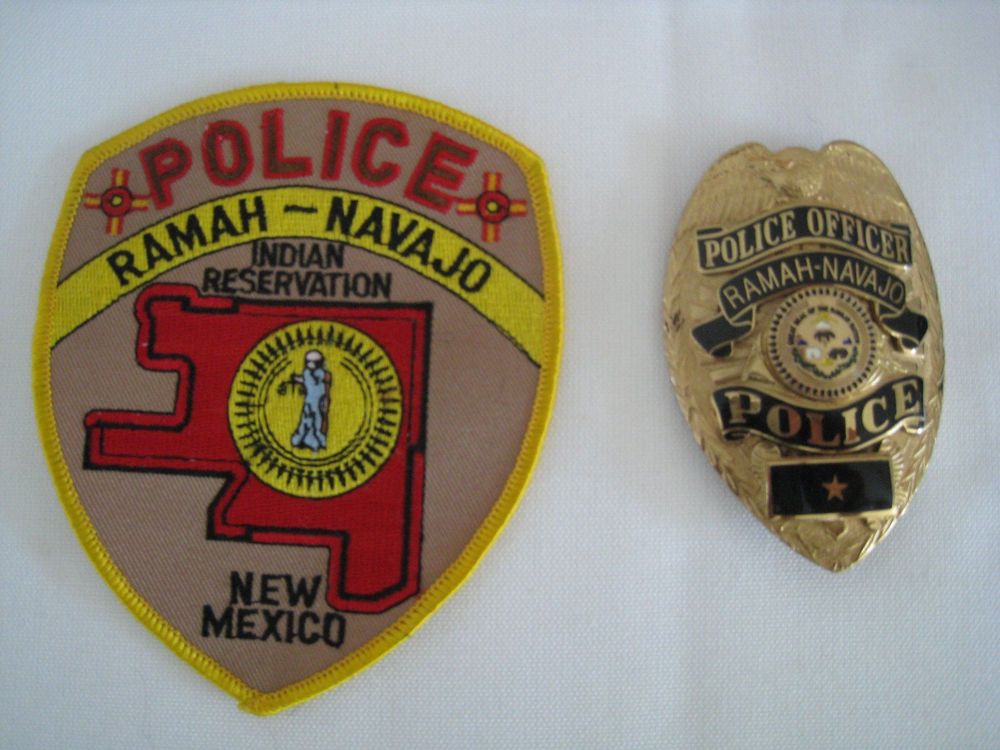 POLICE
RAMAH - NAVAJO
INDIAN
RESERVATION
NEW
MEXICO
POLICE OFFICER
RAMAH-NAVAJO
POLICE